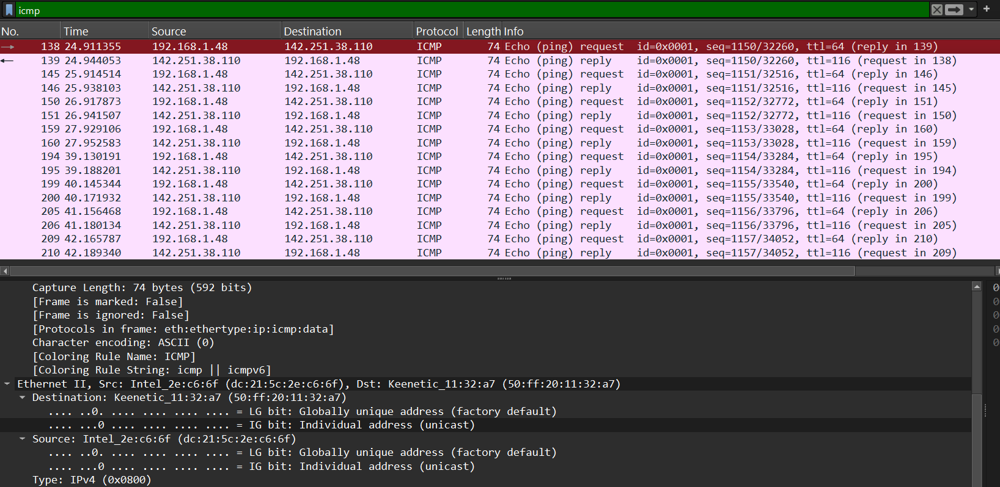 icmp
No. Time Source Destination Protocol Length Info
138 24.911355 192.168.1.48 142.251.38.110 ICMP 74 Echo (ping) request id=0x0001, seq=1150/32260, ttl=64 (reply in 139)
139 24.944053 142.251.38.110 192.168.1.48 ICMP 74 Echo (ping) reply id=0x0001, seq=1150/32260, ttl=116 (request in 138)
145 25.914514 192.168.1.48 142.251.38.110 ICMP 74 Echo (ping) request id=0x0001, seq=1151/32516, ttl=64 (reply in 146)
146 25.938103 142.251.38.110 192.168.1.48 ICMP 74 Echo (ping) reply id=0x0001, seq=1151/32516, ttl=116 (request in 145)
150 26.917873 192.168.1.48 142.251.38.110 ICMP 74 Echo (ping) request id=0x0001, seq=1152/32772, ttl=64 (reply in 151)
151 26.941507 142.251.38.110 192.168.1.48 ICMP 74 Echo (ping) reply id=0x0001, seq=1152/32772, ttl=116 (request in 150)
159 27.929106 192.168.1.48 142.251.38.110 ICMP 74 Echo (ping) request id=0x0001, seq=1153/33028, ttl=64 (reply in 160)
160 27.952583 142.251.38.110 192.168.1.48 ICMP 74 Echo (ping) reply id=0x0001, seq=1153/33028, ttl=116 (request in 159)
194 39.130191 192.168.1.48 142.251.38.110 ICMP 74 Echo (ping) request id=0x0001, seq=1154/33284, ttl=64 (reply in 195)
195 39.188201 142.251.38.110 192.168.1.48 ICMP 74 Echo (ping) reply id=0x0001, seq=1154/33284, ttl=116 (request in 194)
199 40.145344 192.168.1.48 142.251.38.110 ICMP 74 Echo (ping) request id=0x0001, seq=1155/33540, ttl=64 (reply in 200)
200 40.171932 142.251.38.110 192.168.1.48 ICMP 74 Echo (ping) reply id=0x0001, seq=1155/33540, ttl=116 (request in 199)
205 41.156468 192.168.1.48 142.251.38.110 ICMP 74 Echo (ping) request id=0x0001, seq=1156/33796, ttl=64 (reply in 206)
206 41.180134 142.251.38.110 192.168.1.48 ICMP 74 Echo (ping) reply id=0x0001, seq=1156/33796, ttl=116 (request in 205)
209 42.165787 192.168.1.48 142.251.38.110 ICMP 74 Echo (ping) request id=0x0001, seq=1157/34052, ttl=64 (reply in 210)
210 42.189340 142.251.38.110 192.168.1.48 ICMP 74 Echo (ping) reply id=0x0001, seq=1157/34052, ttl=116 (request in 209)
Capture Length: 74 bytes (592 bits)
[Frame is marked: False]
[Frame is ignored: False]
[Protocols in frame: eth:ethertype:ip:icmp:data]
Character encoding: ASCII (0)
[Coloring Rule Name: ICMP]
[Coloring Rule String: icmp || icmpv6]
Ethernet II, Src: Intel_2e:c6:6f (dc:21:5c:2e:c6:6f), Dst: Keenetic_11:32:a7 (50:ff:20:11:32:a7)
Destination: Keenetic_11:32:a7 (50:ff:20:11:32:a7)
.... ..0. .... .... .... .... = LG bit: Globally unique address (factory default)
.... ...0 .... .... .... .... = IG bit: Individual address (unicast)
Source: Intel_2e:c6:6f (dc:21:5c:2e:c6:6f)
.... ..0. .... .... .... .... = LG bit: Globally unique address (factory default)
.... ...0 .... .... .... .... = IG bit: Individual address (unicast)
Type: IPv4 (0x0800)